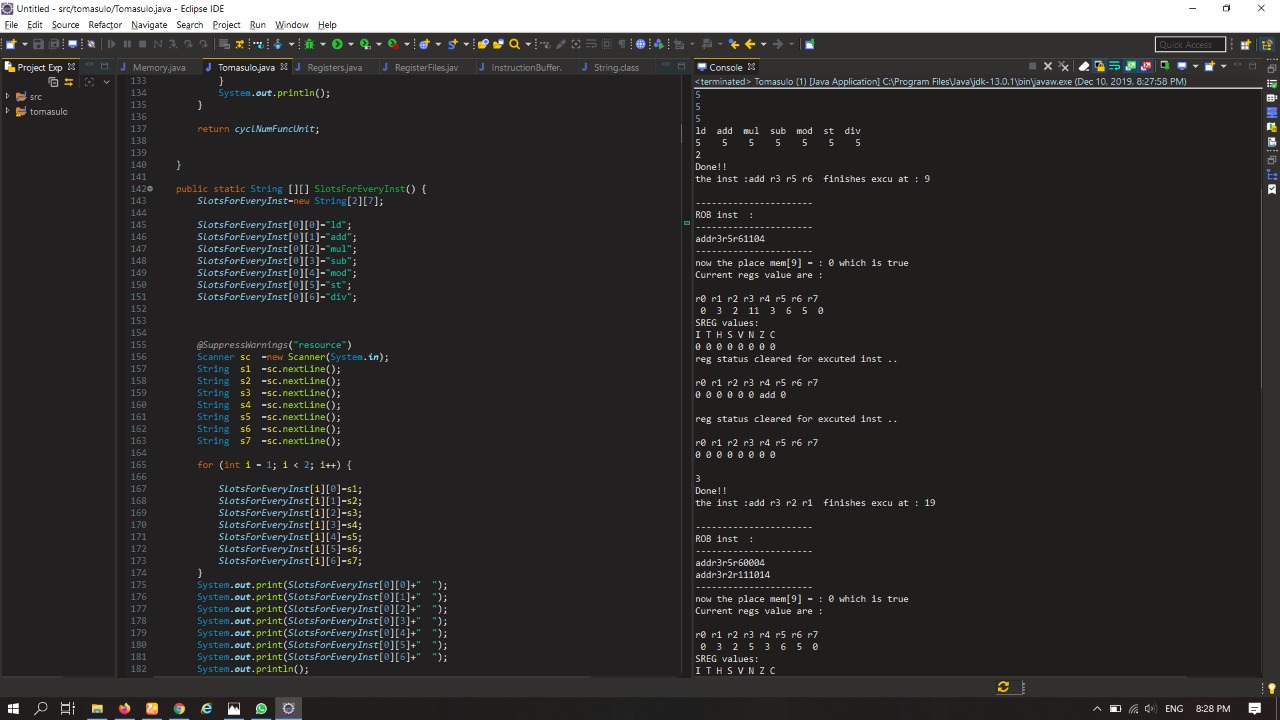 Untitled - src/tomasulo/Tomasulo.java - Eclipse IDE
File Edit Source Refactor Navigate Search Project Run Window Help
Quick Access
Project Exp
Memory.java Tomasulo.java Registers.java RegisterFiles.jav InstructionBuffer. String.class
Console
<terminated> Tomasulo (1) [Java Application] C:\Program Files\Java\jdk-13.0.1\bin\javaw.exe (Dec 10, 2019, 8:27:58 PM)
src
tomasulo
133 }
134 System.out.println();
135 }
136
137 return cyclNumFuncUnit;
138
139
140 }
141
142 public static String [][] SlotsForEveryInst() {
143 SlotsForEveryInst=new String[2][7];
144
145 SlotsForEveryInst[0][0]="ld";
146 SlotsForEveryInst[0][1]="add";
147 SlotsForEveryInst[0][2]="mul";
148 SlotsForEveryInst[0][3]="sub";
149 SlotsForEveryInst[0][4]="mod";
150 SlotsForEveryInst[0][5]="st";
151 SlotsForEveryInst[0][6]="div";
152
153
154
155 @SuppressWarnings("resource")
156 Scanner sc =new Scanner(System.in);
157 String s1 =sc.nextLine();
158 String s2 =sc.nextLine();
159 String s3 =sc.nextLine();
160 String s4 =sc.nextLine();
161 String s5 =sc.nextLine();
162 String s6 =sc.nextLine();
163 String s7 =sc.nextLine();
164
165 for (int i = 1; i < 2; i++) {
166
167 SlotsForEveryInst[i][0]=s1;
168 SlotsForEveryInst[i][1]=s2;
169 SlotsForEveryInst[i][2]=s3;
170 SlotsForEveryInst[i][3]=s4;
171 SlotsForEveryInst[i][4]=s5;
172 SlotsForEveryInst[i][5]=s6;
173 SlotsForEveryInst[i][6]=s7;
174 }
175 System.out.print(SlotsForEveryInst[0][0]+" ");
176 System.out.print(SlotsForEveryInst[0][1]+" ");
177 System.out.print(SlotsForEveryInst[0][2]+" ");
178 System.out.print(SlotsForEveryInst[0][3]+" ");
179 System.out.print(SlotsForEveryInst[0][4]+" ");
180 System.out.print(SlotsForEveryInst[0][5]+" ");
181 System.out.print(SlotsForEveryInst[0][6]+" ");
182 System.out.println();
5
5
5
ld add mul sub mod st div
5 5 5 5 5 5 5
2
Done!!
the inst :add r3 r5 r6 finishes excu at : 9
----------------------
ROB inst :
----------------------
addr3r5r61104
----------------------
now the place mem[9] = : 0 which is true
Current regs value are :
r0 r1 r2 r3 r4 r5 r6 r7
0 3 2 11 3 6 5 0
SREG values:
I T H S V N Z C
0 0 0 0 0 0 0 0
reg status cleared for excuted inst ..
r0 r1 r2 r3 r4 r5 r6 r7
0 0 0 0 0 0 add 0
reg status cleared for excuted inst ..
r0 r1 r2 r3 r4 r5 r6 r7
0 0 0 0 0 0 0 0
3
Done!!
the inst :add r3 r2 r1 finishes excu at : 19
----------------------
ROB inst :
----------------------
addr3r5r60004
addr3r2r111014
----------------------
now the place mem[9] = : 0 which is true
Current regs value are :
r0 r1 r2 r3 r4 r5 r6 r7
0 3 2 5 3 6 5 0
SREG values:
I T H S V N Z C
ENG 8:28 PM